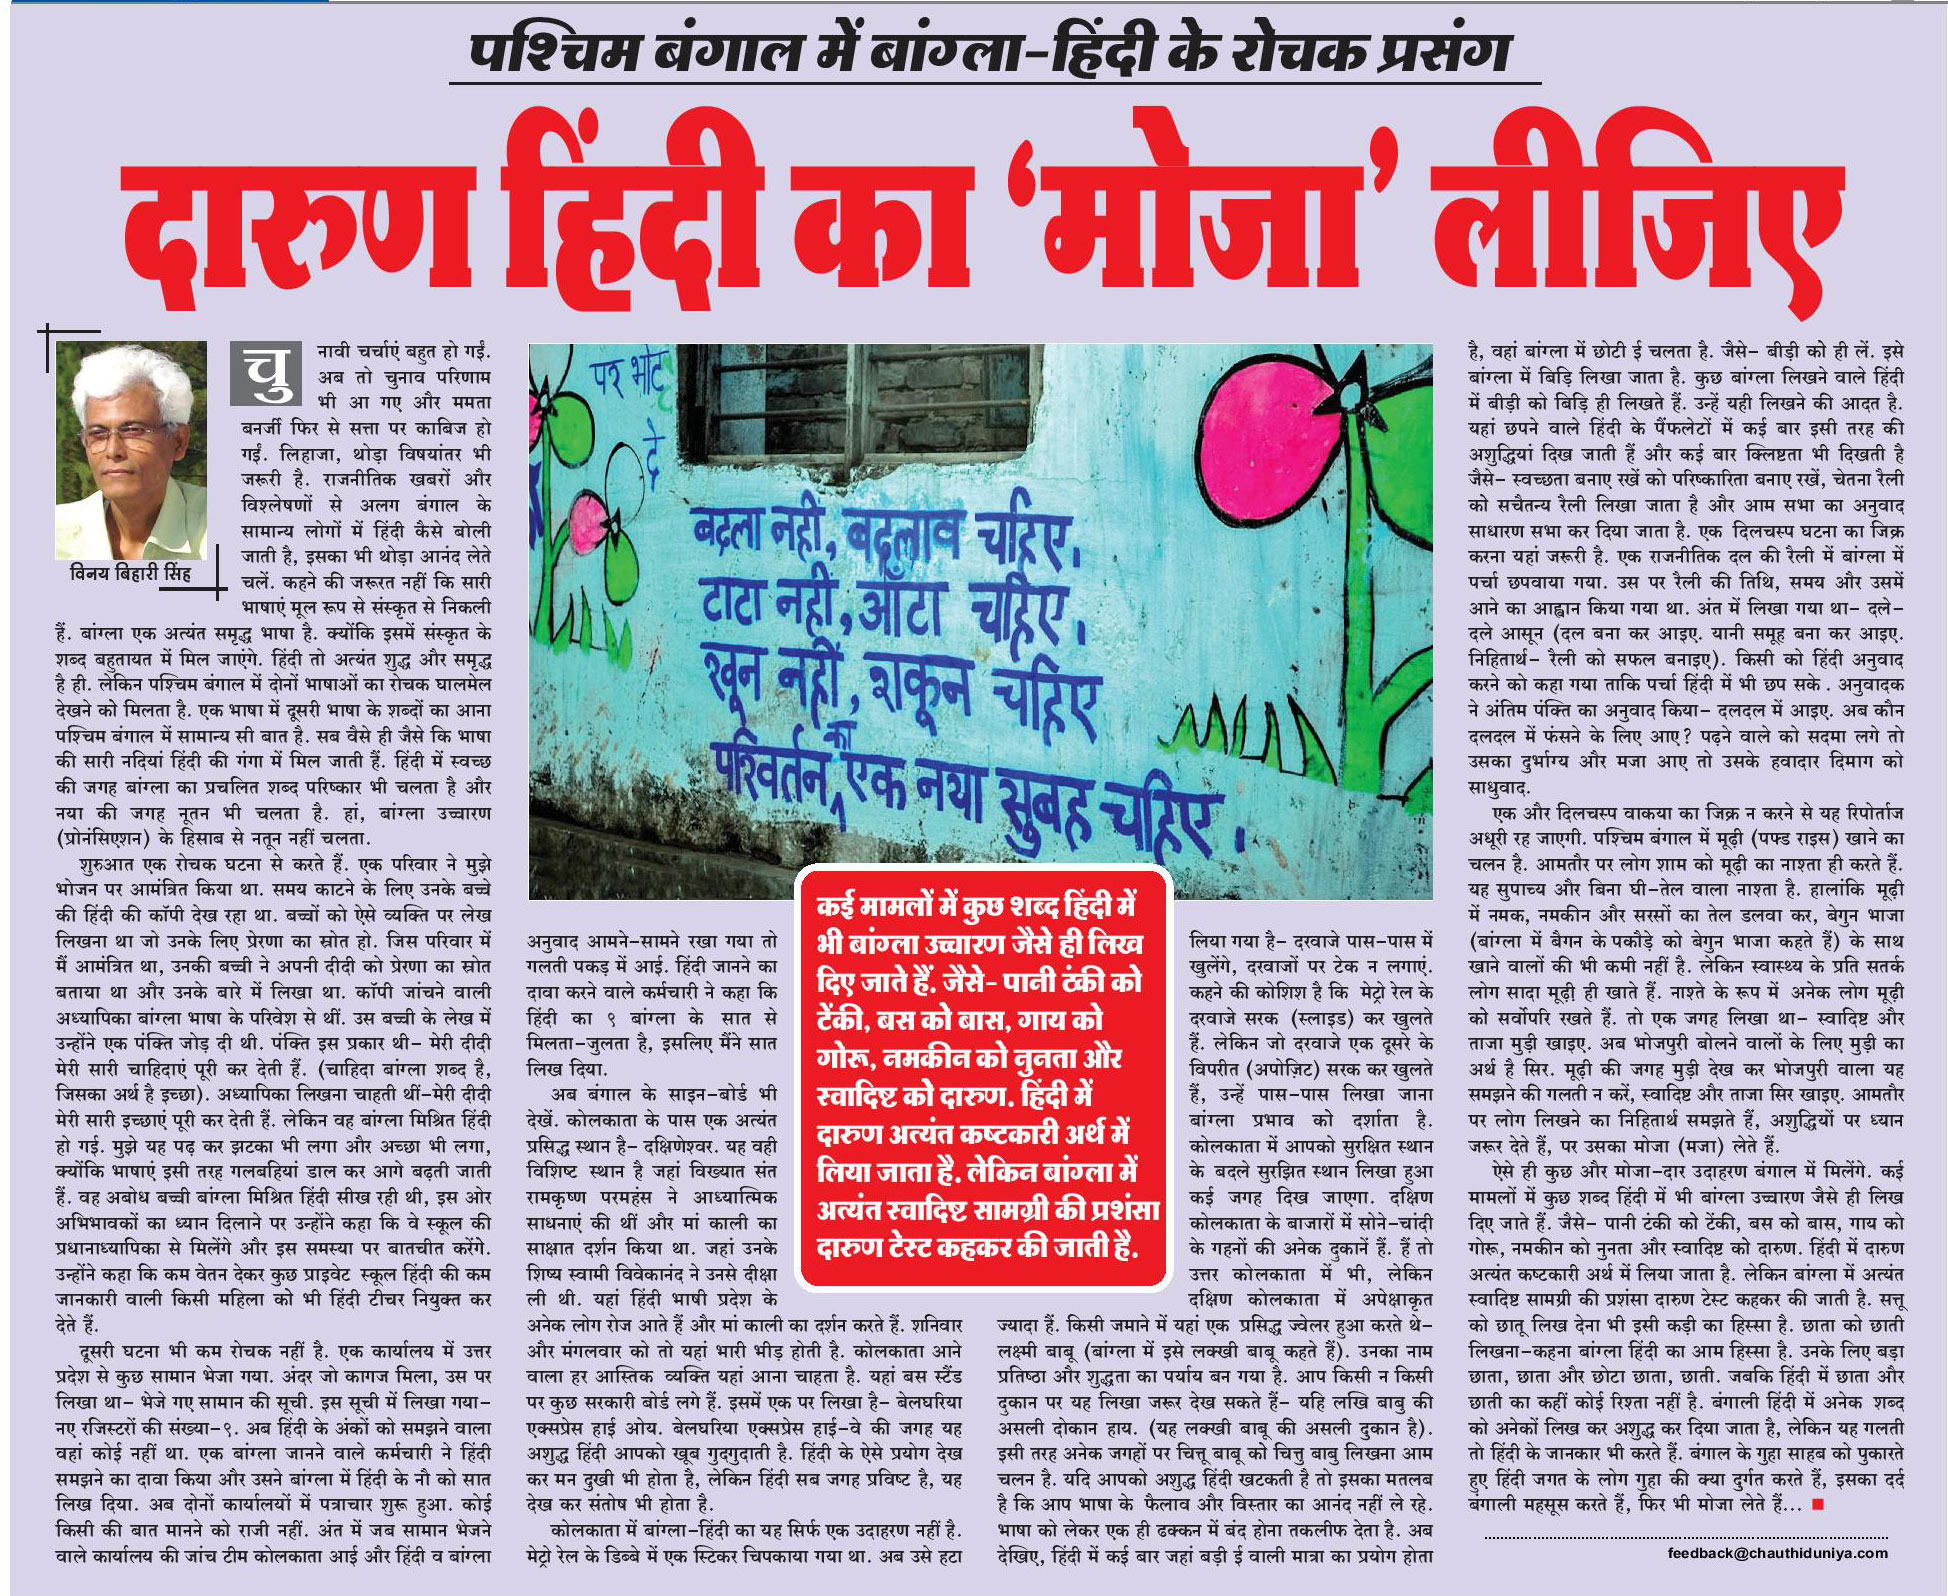 पश्चिम बंगाल में बांग्ला-हिंदी के रोचक प्रसंग
दारुण हिंदी का ‘मोजा’ लीजिए
विनय बिहारी सिंह
चुनावी चर्चाएं बहुत हो गईं.
अब तो चुनाव परिणाम
भी आ गए और ममता
बनर्जी फिर से सत्ता पर काबिज हो
गईं. लिहाजा, थोड़ा विषयांतर भी
जरूरी है. राजनीतिक खबरों और
विश्लेषणों से अलग बंगाल के
सामान्य लोगों में हिंदी कैसे बोली
जाती है, इसका भी थोड़ा आनंद लेते
चलें. कहने की जरूरत नहीं कि सारी
भाषाएं मूल रूप से संस्कृत से निकली
हैं. बांग्ला एक अत्यंत समृद्ध भाषा है. क्योंकि इसमें संस्कृत के
शब्द बहुतायत में मिल जाएंगे. हिंदी तो अत्यंत शुद्ध और समृद्ध
है ही. लेकिन पश्चिम बंगाल में दोनों भाषाओं का रोचक घालमेल
देखने को मिलता है. एक भाषा में दूसरी भाषा के शब्दों का आना
पश्चिम बंगाल में सामान्य सी बात है. सब वैसे ही जैसे कि भाषा
की सारी नदियां हिंदी की गंगा में मिल जाती हैं. हिंदी में स्वच्छ
की जगह बांग्ला का प्रचलित शब्द परिष्कार भी चलता है और
नया की जगह नूतन भी चलता है. हां, बांग्ला उच्चारण
(प्रोनंसिएशन) के हिसाब से नतून नहीं चलता.
शुरुआत एक रोचक घटना से करते हैं. एक परिवार ने मुझे
भोजन पर आमंत्रित किया था. समय काटने के लिए उनके बच्चे
की हिंदी की कॉपी देख रहा था. बच्चों को ऐसे व्यक्ति पर लेख
लिखना था जो उनके लिए प्रेरणा का स्रोत हो. जिस परिवार में
मैं आमंत्रित था, उनकी बच्ची ने अपनी दीदी को प्रेरणा का स्रोत
बताया था और उनके बारे में लिखा था. कॉपी जांचने वाली
अध्यापिका बांग्ला भाषा के परिवेश से थीं. उस बच्ची के लेख में
उन्होंने एक पंक्ति जोड़ दी थी. पंक्ति इस प्रकार थी- मेरी दीदी
मेरी सारी चाहिदाएं पूरी कर देती हैं. (चाहिदा बांग्ला शब्द है,
जिसका अर्थ है इच्छा). अध्यापिका लिखना चाहती थीं-मेरी दीदी
मेरी सारी इच्छाएं पूरी कर देती हैं. लेकिन वह बांग्ला मिश्रित हिंदी
हो गई. मुझे यह पढ़ कर झटका भी लगा और अच्छा भी लगा,
क्योंकि भाषाएं इसी तरह गलबहियां डाल कर आगे बढ़ती जाती
हैं. वह अबोध बच्ची बांग्ला मिश्रित हिंदी सीख रही थी, इस ओर
अभिभावकों का ध्यान दिलाने पर उन्होंने कहा कि वे स्कूल की
प्रधानाध्यापिका से मिलेंगे और इस समस्या पर बातचीत करेंगे.
उन्होंने कहा कि कम वेतन देकर कुछ प्राइवेट स्कूल हिंदी की कम
जानकारी वाली किसी महिला को भी हिंदी टीचर नियुक्त कर
देते हैं.
दूसरी घटना भी कम रोचक नहीं है. एक कार्यालय में उत्तर
प्रदेश से कुछ सामान भेजा गया. अंदर जो कागज मिला, उस पर
लिखा था- भेजे गए सामान की सूची. इस सूची में लिखा गया-
नए रजिस्टरों की संख्या-९. अब हिंदी के अंकों को समझने वाला
वहां कोई नहीं था. एक बांग्ला जानने वाले कर्मचारी ने हिंदी
समझने का दावा किया और उसने बांग्ला में हिंदी के नौ को सात
लिख दिया. अब दोनों कार्यालयों में पत्राचार शुरू हुआ. कोई
किसी की बात मानने को राजी नहीं. अंत में जब सामान भेजने
वाले कार्यालय की जांच टीम कोलकाता आई और हिंदी व बांग्ला
पर भोट
दे
बदला नहीं, बदलाव चहिए.
टाटा नहीं, आँटा चहिए.
खून नहीं, शकून चहिए
परिवर्तन का एक नया सुबह चहिए.
अनुवाद आमने-सामने रखा गया तो
गलती पकड़ में आई. हिंदी जानने का
दावा करने वाले कर्मचारी ने कहा कि
हिंदी का ९ बांग्ला के सात से
मिलता-जुलता है, इसलिए मैंने सात
लिख दिया.
अब बंगाल के साइन-बोर्ड भी
देखें. कोलकाता के पास एक अत्यंत
प्रसिद्ध स्थान है- दक्षिणेश्वर. यह वही
विशिष्ट स्थान है जहां विख्यात संत
रामकृष्ण परमहंस ने आध्यात्मिक
साधनाएं की थीं और मां काली का
साक्षात दर्शन किया था. जहां उनके
शिष्य स्वामी विवेकानंद ने उनसे दीक्षा
ली थी. यहां हिंदी भाषी प्रदेश के
अनेक लोग रोज आते हैं और मां काली का दर्शन करते हैं. शनिवार
और मंगलवार को तो यहां भारी भीड़ होती है. कोलकाता आने
वाला हर आस्तिक व्यक्ति यहां आना चाहता है. यहां बस स्टैंड
पर कुछ सरकारी बोर्ड लगे हैं. इसमें एक पर लिखा है- बेलघरिया
एक्सप्रेस हाई ओय. बेलघरिया एक्सप्रेस हाई-वे की जगह यह
अशुद्ध हिंदी आपको खूब गुदगुदाती है. हिंदी के ऐसे प्रयोग देख
कर मन दुखी भी होता है, लेकिन हिंदी सब जगह प्रविष्ट है, यह
देख कर संतोष भी होता है.
कोलकाता में बांग्ला-हिंदी का यह सिर्फ एक उदाहरण नहीं है.
मेट्रो रेल के डिब्बे में एक स्टिकर चिपकाया गया था. अब उसे हटा
कई मामलों में कुछ शब्द हिंदी में
भी बांग्ला उच्चारण जैसे ही लिख
दिए जाते हैं. जैसे- पानी टंकी को
टेंकी, बस को बास, गाय को
गोरू, नमकीन को नुनता और
स्वादिष्ट को दारुण. हिंदी में
दारुण अत्यंत कष्टकारी अर्थ में
लिया जाता है. लेकिन बांग्ला में
अत्यंत स्वादिष्ट सामग्री की प्रशंसा
दारुण टेस्ट कहकर की जाती है.
लिया गया है- दरवाजे पास-पास में
खुलेंगे, दरवाजों पर टेक न लगाएं.
कहने की कोशिश है कि मेट्रो रेल के
दरवाजे सरक (स्लाइड) कर खुलते
हैं. लेकिन जो दरवाजे एक दूसरे के
विपरीत (अपोज़िट) सरक कर खुलते
हैं, उन्हें पास-पास लिखा जाना
बांग्ला प्रभाव को दर्शाता है.
कोलकाता में आपको सुरक्षित स्थान
के बदले सुरझित स्थान लिखा हुआ
कई जगह दिख जाएगा. दक्षिण
कोलकाता के बाजारों में सोने-चांदी
के गहनों की अनेक दुकानें हैं. हैं तो
उत्तर कोलकाता में भी, लेकिन
दक्षिण कोलकाता में अपेक्षाकृत
ज्यादा हैं. किसी जमाने में यहां एक प्रसिद्ध ज्वेलर हुआ करते थे-
लक्ष्मी बाबू (बांग्ला में इसे लक्खी बाबू कहते हैं). उनका नाम
प्रतिष्ठा और शुद्धता का पर्याय बन गया है. आप किसी न किसी
दुकान पर यह लिखा जरूर देख सकते हैं- यहि लखि बाबु की
असली दोकान हाय. (यह लक्खी बाबू की असली दुकान है).
इसी तरह अनेक जगहों पर चित्तू बाबू को चित्तु बाबु लिखना आम
चलन है. यदि आपको अशुद्ध हिंदी खटकती है तो इसका मतलब
है कि आप भाषा के फैलाव और विस्तार का आनंद नहीं ले रहे.
भाषा को लेकर एक ही ढक्कन में बंद होना तकलीफ देता है. अब
देखिए, हिंदी में कई बार जहां बड़ी ई वाली मात्रा का प्रयोग होता
है, वहां बांग्ला में छोटी ई चलता है. जैसे- बीड़ी को ही लें. इसे
बांग्ला में बिड़ि लिखा जाता है. कुछ बांग्ला लिखने वाले हिंदी
में बीड़ी को बिड़ि ही लिखते हैं. उन्हें यही लिखने की आदत है.
यहां छपने वाले हिंदी के पैंफलेटों में कई बार इसी तरह की
अशुद्धियां दिख जाती हैं और कई बार क्लिष्टता भी दिखती है
जैसे- स्वच्छता बनाए रखें को परिष्कारिता बनाए रखें, चेतना रैली
को सचैतन्य रैली लिखा जाता है और आम सभा का अनुवाद
साधारण सभा कर दिया जाता है. एक दिलचस्प घटना का जिक्र
करना यहां जरूरी है. एक राजनीतिक दल की रैली में बांग्ला में
पर्चा छपवाया गया. उस पर रैली की तिथि, समय और उसमें
आने का आह्वान किया गया था. अंत में लिखा गया था- दले-
दले आसून (दल बना कर आइए. यानी समूह बना कर आइए.
निहितार्थ- रैली को सफल बनाइए). किसी को हिंदी अनुवाद
करने को कहा गया ताकि पर्चा हिंदी में भी छप सके . अनुवादक
ने अंतिम पंक्ति का अनुवाद किया- दलदल में आइए. अब कौन
दलदल में फंसने के लिए आए? पढ़ने वाले को सदमा लगे तो
उसका दुर्भाग्य और मजा आए तो उसके हवादार दिमाग को
साधुवाद.
एक और दिलचस्प वाकया का जिक्र न करने से यह रिपोर्ताज
अधूरी रह जाएगी. पश्चिम बंगाल में मूढ़ी (पफ्ड राइस) खाने का
चलन है. आमतौर पर लोग शाम को मूढ़ी का नाश्ता ही करते हैं.
यह सुपाच्य और बिना घी-तेल वाला नाश्ता है. हालांकि मूढ़ी
में नमक, नमकीन और सरसों का तेल डलवा कर, बेगुन भाजा
(बांग्ला में बैगन के पकौड़े को बेगुन भाजा कहते हैं) के साथ
खाने वालों की भी कमी नहीं है. लेकिन स्वास्थ्य के प्रति सतर्क
लोग सादा मूढ़ी ही खाते हैं. नाश्ते के रूप में अनेक लोग मूढ़ी
को सर्वोपरि रखते हैं. तो एक जगह लिखा था- स्वादिष्ट और
ताजा मुड़ी खाइए. अब भोजपुरी बोलने वालों के लिए मुड़ी का
अर्थ है सिर. मूढ़ी की जगह मुड़ी देख कर भोजपुरी वाला यह
समझने की गलती न करें, स्वादिष्ट और ताजा सिर खाइए. आमतौर
पर लोग लिखने का निहितार्थ समझते हैं, अशुद्धियों पर ध्यान
जरूर देते हैं, पर उसका मोजा (मजा) लेते हैं.
ऐसे ही कुछ और मोजा-दार उदाहरण बंगाल में मिलेंगे. कई
मामलों में कुछ शब्द हिंदी में भी बांग्ला उच्चारण जैसे ही लिख
दिए जाते हैं. जैसे- पानी टंकी को टेंकी, बस को बास, गाय को
गोरू, नमकीन को नुनता और स्वादिष्ट को दारुण. हिंदी में दारुण
अत्यंत कष्टकारी अर्थ में लिया जाता है. लेकिन बांग्ला में अत्यंत
स्वादिष्ट सामग्री की प्रशंसा दारुण टेस्ट कहकर की जाती है. सत्तू
को छातू लिख देना भी इसी कड़ी का हिस्सा है. छाता को छाती
लिखना-कहना बांग्ला हिंदी का आम हिस्सा है. उनके लिए बड़ा
छाता, छाता और छोटा छाता, छाती. जबकि हिंदी में छाता और
छाती का कहीं कोई रिश्ता नहीं है. बंगाली हिंदी में अनेक शब्द
को अनेकों लिख कर अशुद्ध कर दिया जाता है, लेकिन यह गलती
तो हिंदी के जानकार भी करते हैं. बंगाल के गुहा साहब को पुकारते
हुए हिंदी जगत के लोग गुहा की क्या दुर्गत करते हैं, इसका दर्द
बंगाली महसूस करते हैं, फिर भी मोजा लेते हैं...
feedback@chauthiduniya.com